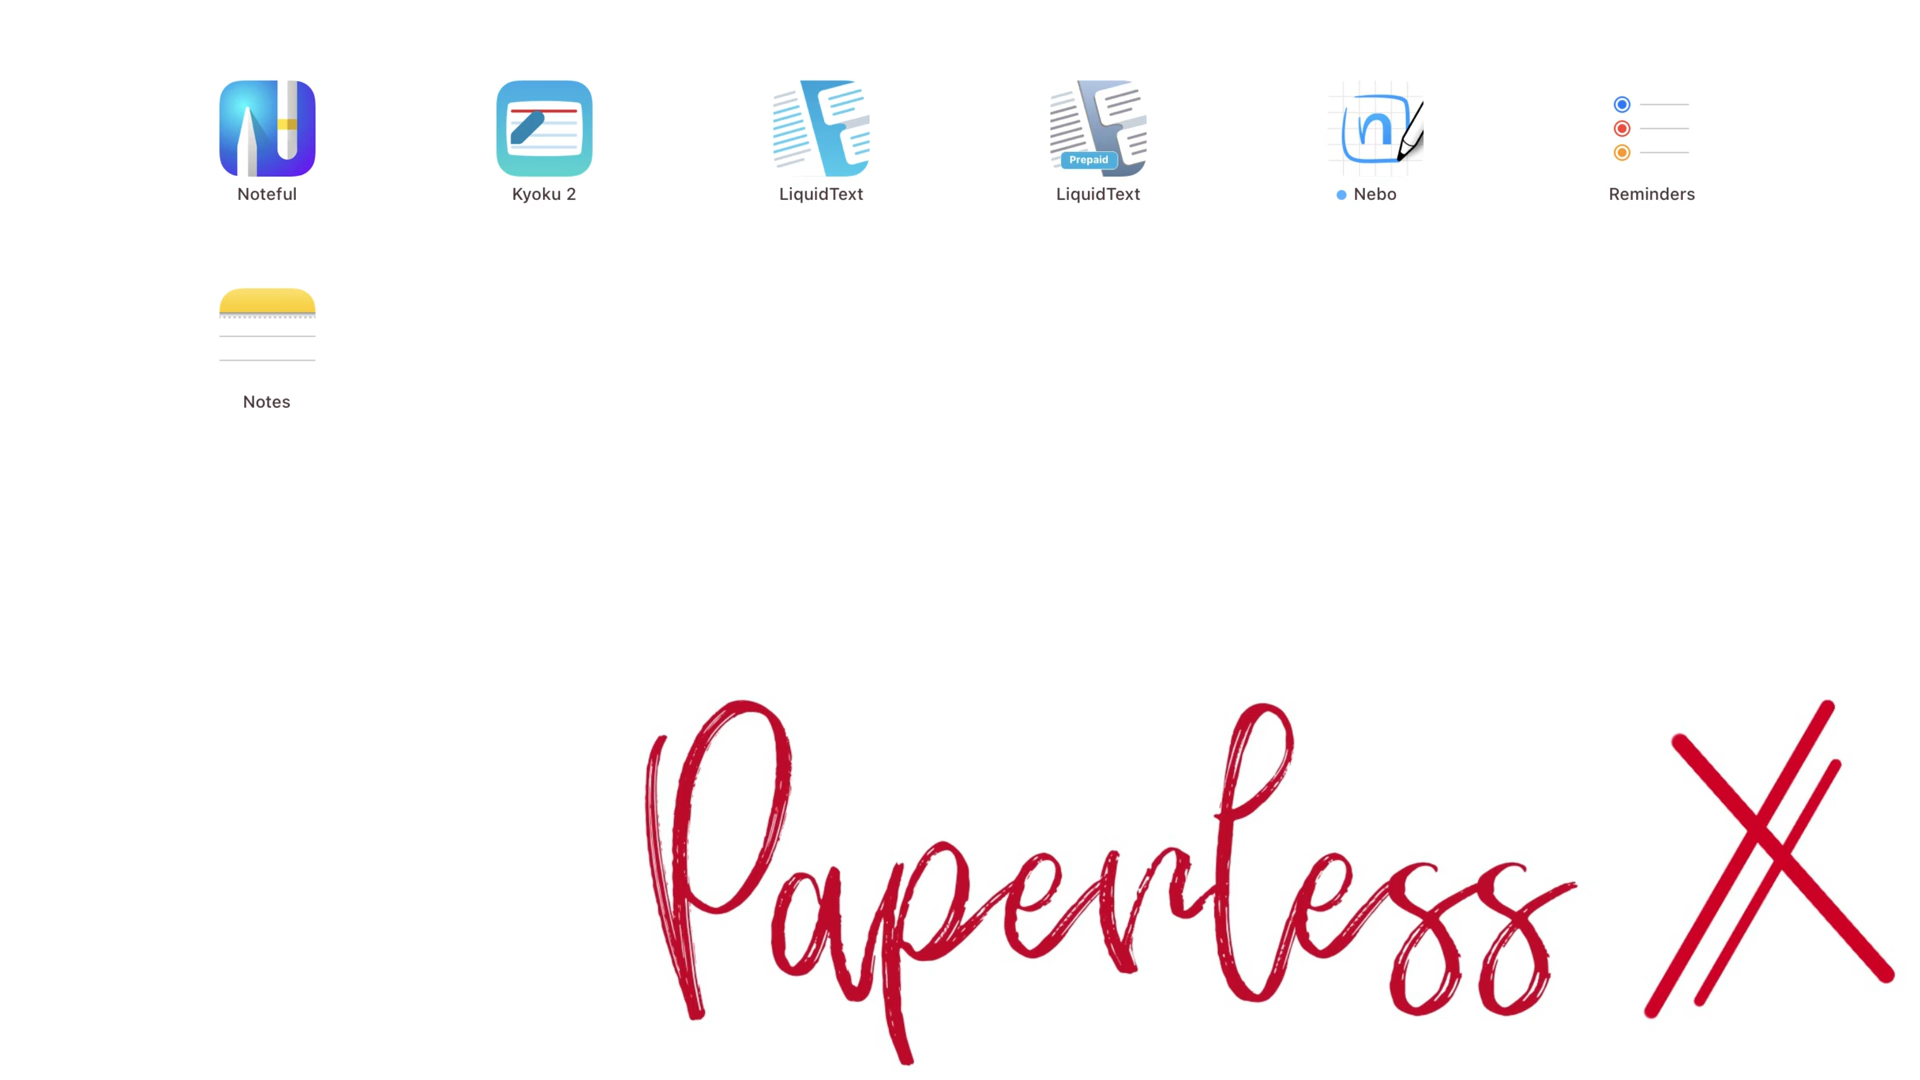 Prepaid
Noteful
Kyoku 2
LiquidText
LiquidText
Nebo
Reminders
Notes
Paperless X